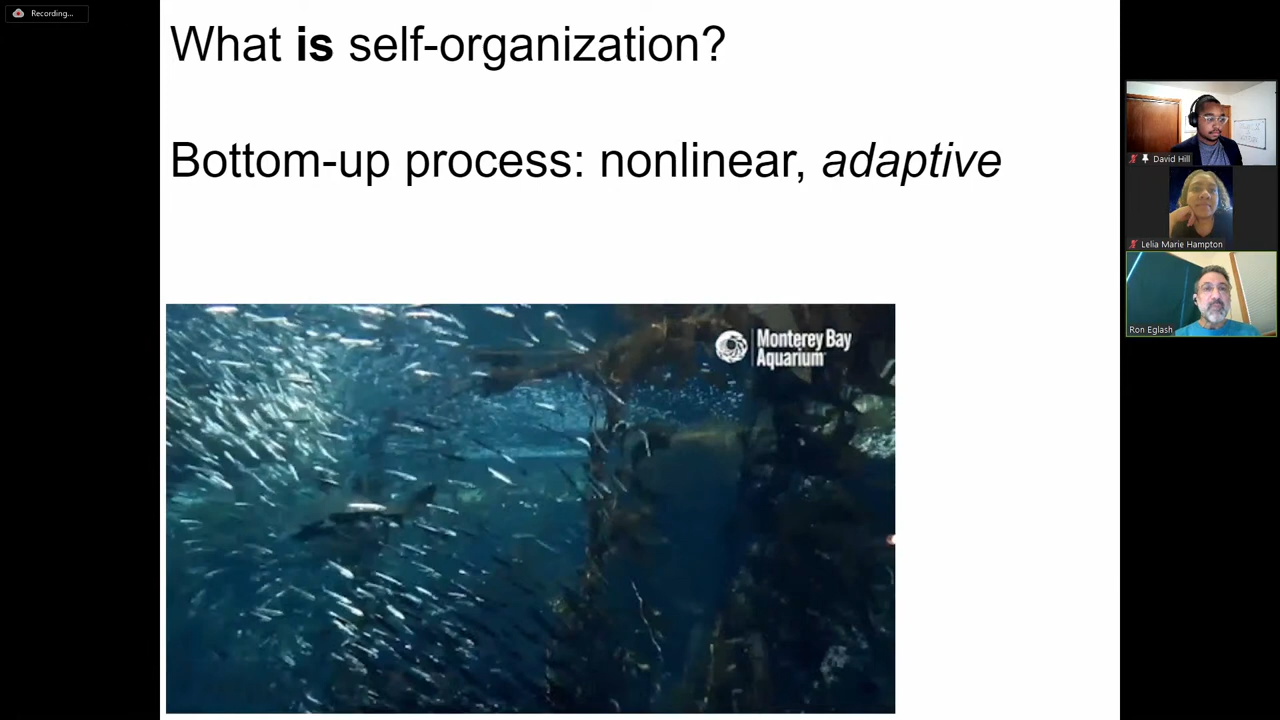 Recording...
What is self-organization?
Bottom-up process: nonlinear, adaptive
Monterey Bay
Aquarium
David Hill
Lelia Marie Hampton
Ron Eglash